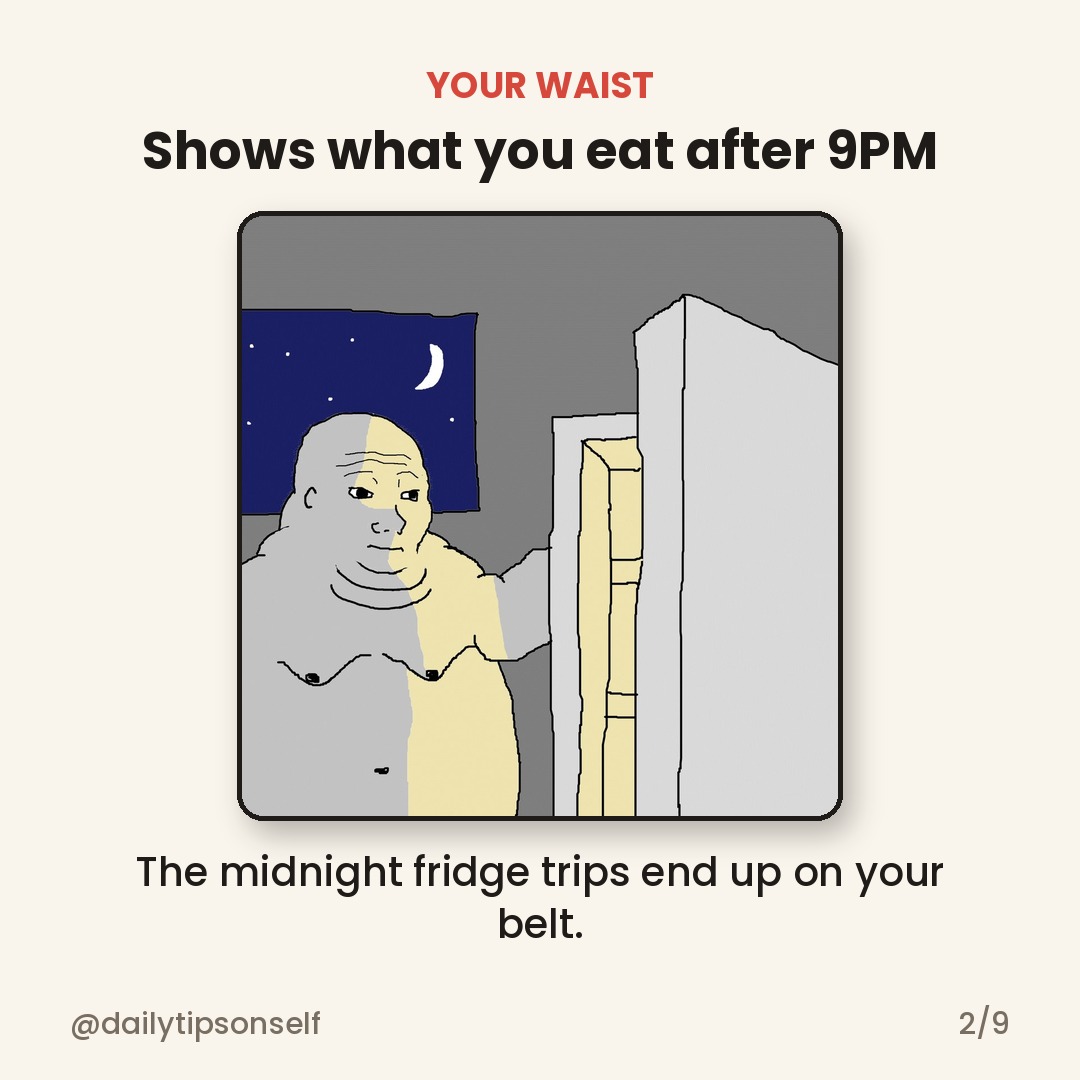 YOUR WAIST
Shows what you eat after 9PM
The midnight fridge trips end up on your
belt.
@dailytipsonself
2/9